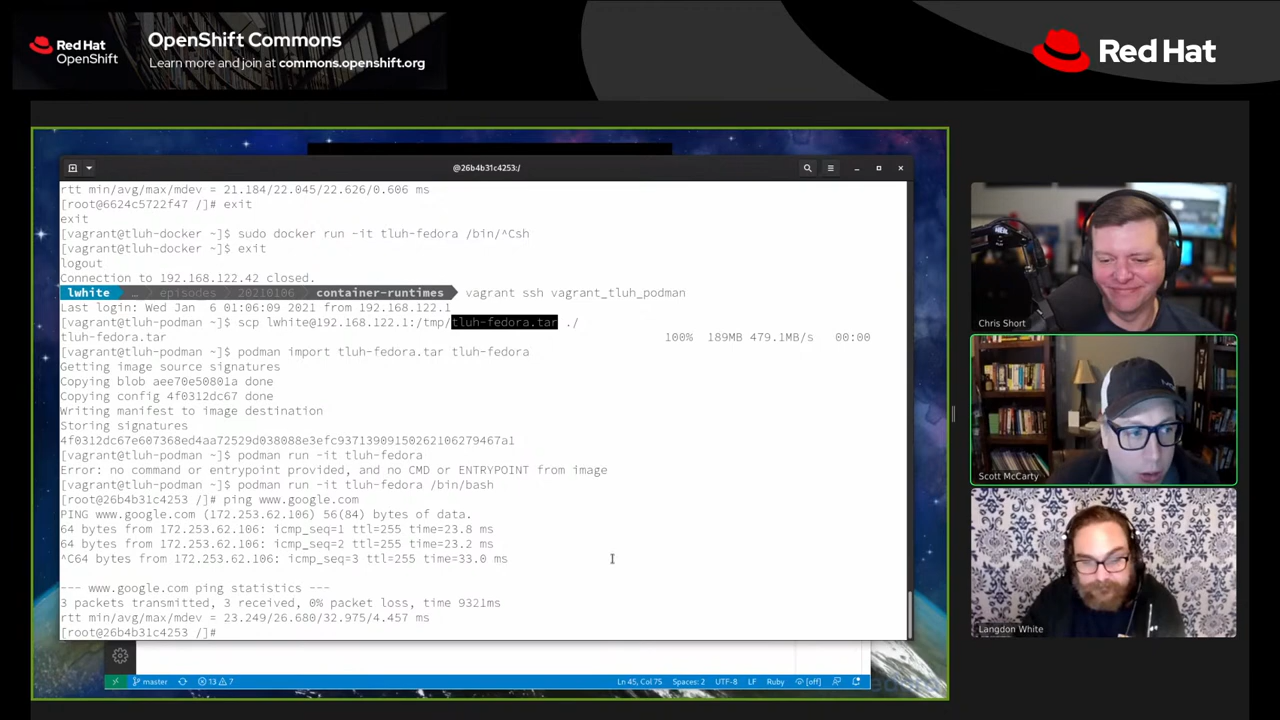 Red Hat
OpenShift
OpenShift Commons
Learn more and join at commons.openshift.org
Red Hat
@26b4b31c4253:/
rtt min/avg/max/mdev = 21.184/22.045/22.626/0.606 ms
[root@6624c5722f47 /]# exit
exit
[vagrant@tluh-docker ~]$ sudo docker run -it tluh-fedora /bin/^Csh
[vagrant@tluh-docker ~]$ exit
logout
Connection to 192.168.122.42 closed.
lwhite … episodes 20210106 container-runtimes vagrant ssh vagrant_tluh_podman
Last login: Wed Jan  6 01:06:09 2021 from 192.168.122.1
[vagrant@tluh-podman ~]$ scp lwhite@192.168.122.1:/tmp/tluh-fedora.tar ./
tluh-fedora.tar 100% 189MB 479.1MB/s 00:00
[vagrant@tluh-podman ~]$ podman import tluh-fedora.tar tluh-fedora
Getting image source signatures
Copying blob aee70e50801a done
Copying config 4f0312dc67 done
Writing manifest to image destination
Storing signatures
4f0312dc67e607368ed4aa72529d038088e3efc93713909150262106279467a1
[vagrant@tluh-podman ~]$ podman run -it tluh-fedora
Error: no command or entrypoint provided, and no CMD or ENTRYPOINT from image
[vagrant@tluh-podman ~]$ podman run -it tluh-fedora /bin/bash
[root@26b4b31c4253 /]# ping www.google.com
PING www.google.com (172.253.62.106) 56(84) bytes of data.
64 bytes from 172.253.62.106: icmp_seq=1 ttl=255 time=23.8 ms
64 bytes from 172.253.62.106: icmp_seq=2 ttl=255 time=23.2 ms
^C64 bytes from 172.253.62.106: icmp_seq=3 ttl=255 time=33.0 ms
--- www.google.com ping statistics ---
3 packets transmitted, 3 received, 0% packet loss, time 9321ms
rtt min/avg/max/mdev = 23.249/26.680/32.975/4.457 ms
[root@26b4b31c4253 /]#
master 13 7 Ln 45, Col 75 Spaces: 2 UTF-8 LF Ruby [off]
Chris Short
Scott McCarty
Langdon White